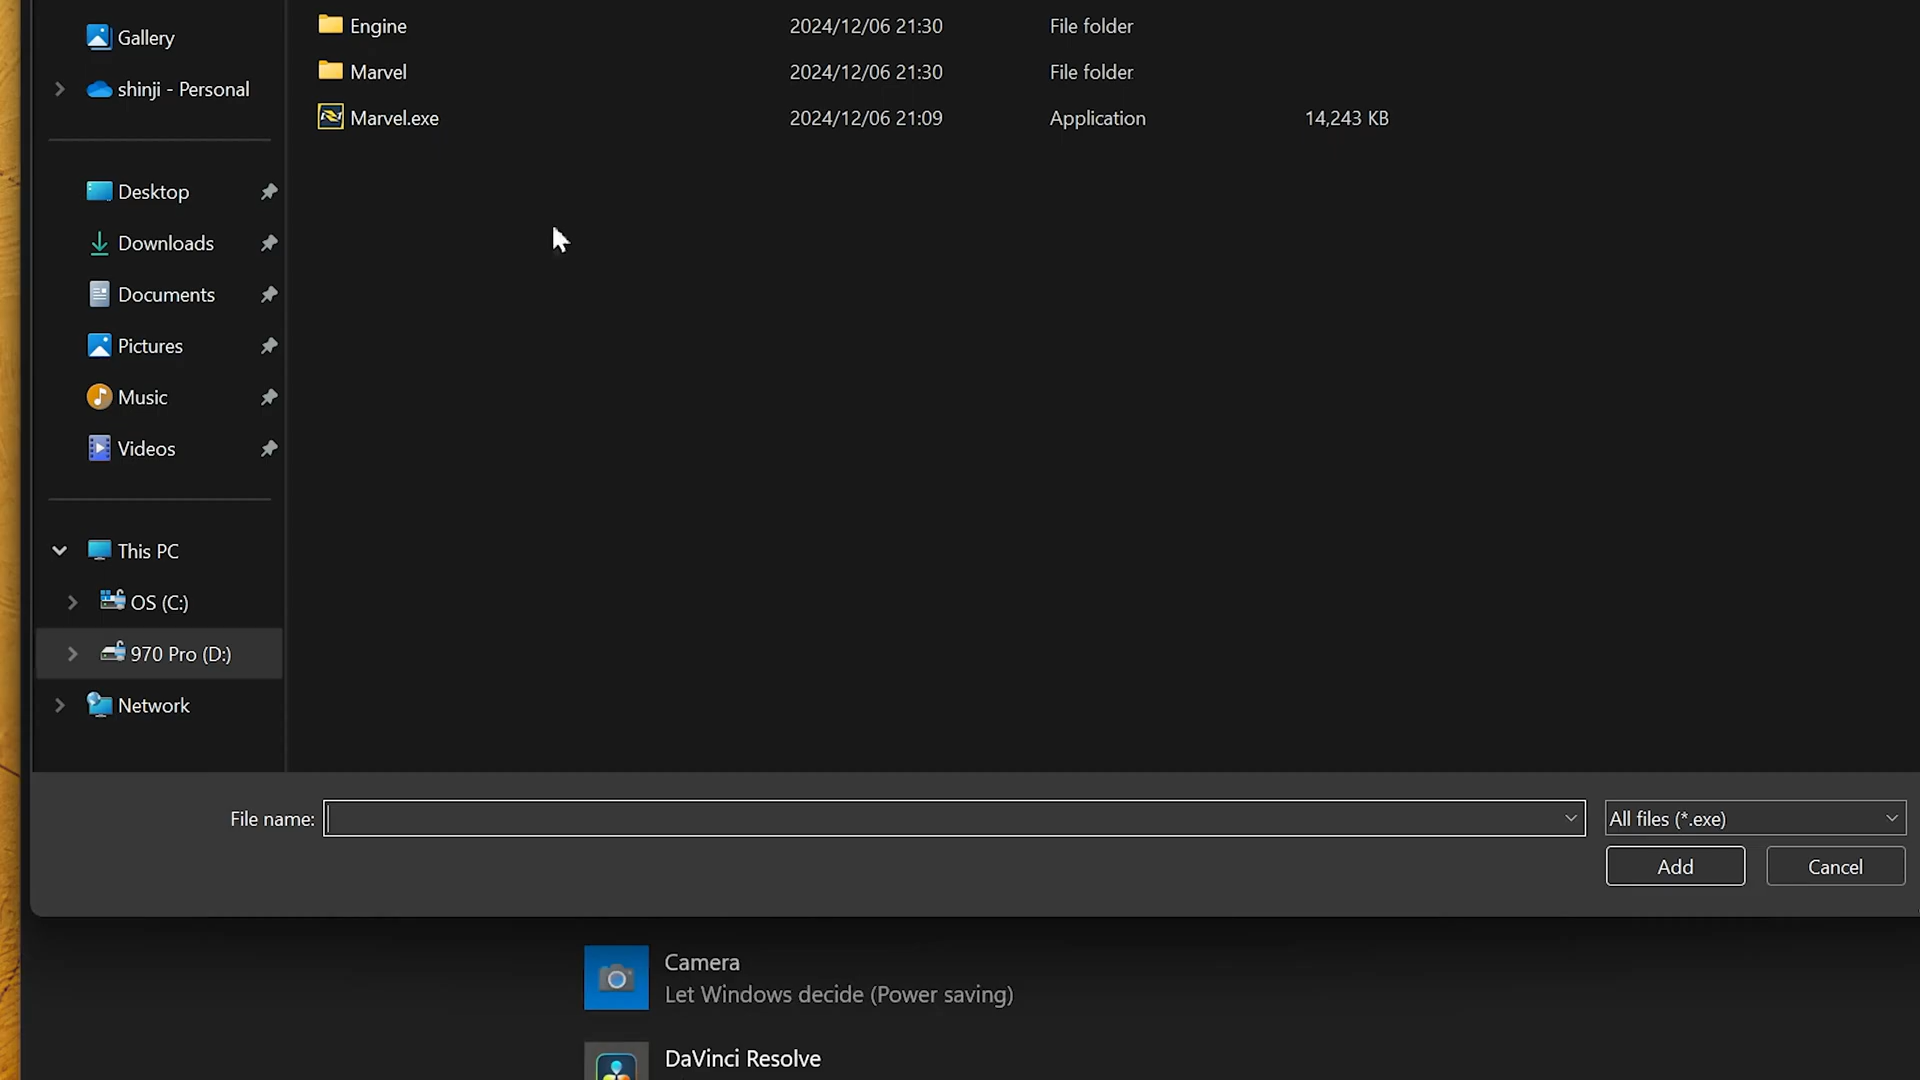 Gallery
shinji - Personal
Desktop
Downloads
Documents
Pictures
Music
Videos
This PC
OS (C:)
970 Pro (D:)
Network
Engine 2024/12/06 21:30 File folder
Marvel 2024/12/06 21:30 File folder
Marvel.exe 2024/12/06 21:09 Application 14,243 KB
File name: All files (*.exe)
Add Cancel
Camera
Let Windows decide (Power saving)
DaVinci Resolve